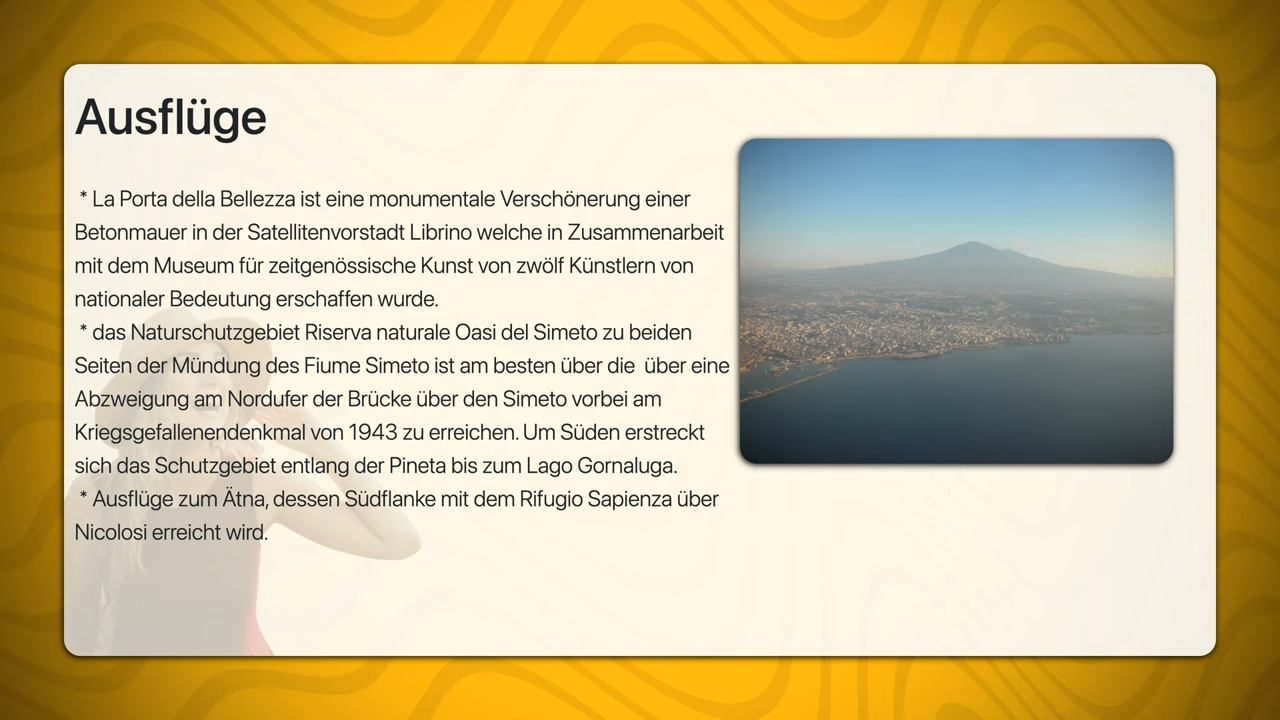 Ausflüge
* La Porta della Bellezza ist eine monumentale Verschönerung einer
Betonmauer in der Satellitenvorstadt Librino welche in Zusammenarbeit
mit dem Museum für zeitgenössische Kunst von zwölf Künstlern von
nationaler Bedeutung erschaffen wurde.
* das Naturschutzgebiet Riserva naturale Oasi del Simeto zu beiden
Seiten der Mündung des Fiume Simeto ist am besten über die  über eine
Abzweigung am Nordufer der Brücke über den Simeto vorbei am
Kriegsgefallenendenkmal von 1943 zu erreichen. Um Süden erstreckt
sich das Schutzgebiet entlang der Pineta bis zum Lago Gornaluga.
* Ausflüge zum Ätna, dessen Südflanke mit dem Rifugio Sapienza über
Nicolosi erreicht wird.